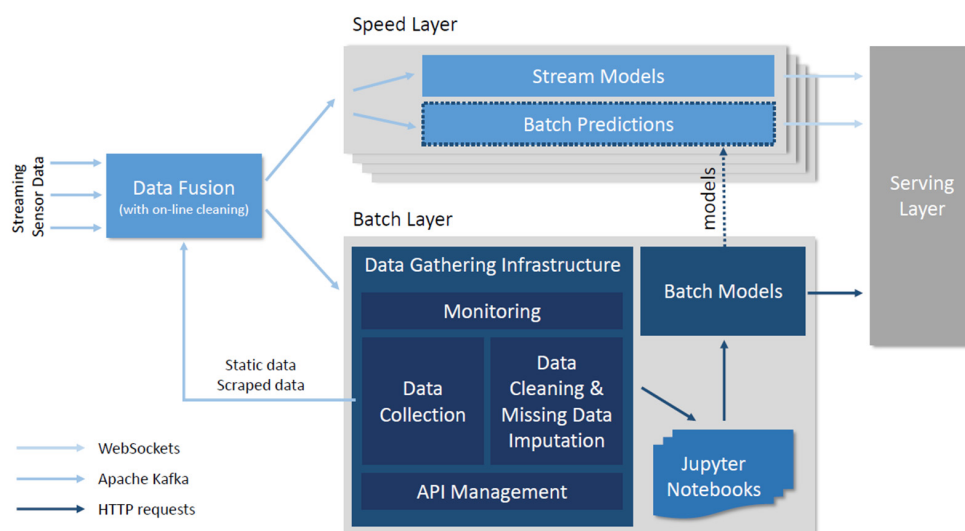 Speed Layer
Stream Models
Batch Predictions
Streaming
Sensor Data
Data Fusion
(with on-line cleaning)
models
Serving
Layer
Batch Layer
Data Gathering Infrastructure
Monitoring
Data
Collection
Data
Cleaning &
Missing Data
Imputation
API Management
Batch Models
Jupyter
Notebooks
Static data
Scraped data
WebSockets
Apache Kafka
HTTP requests